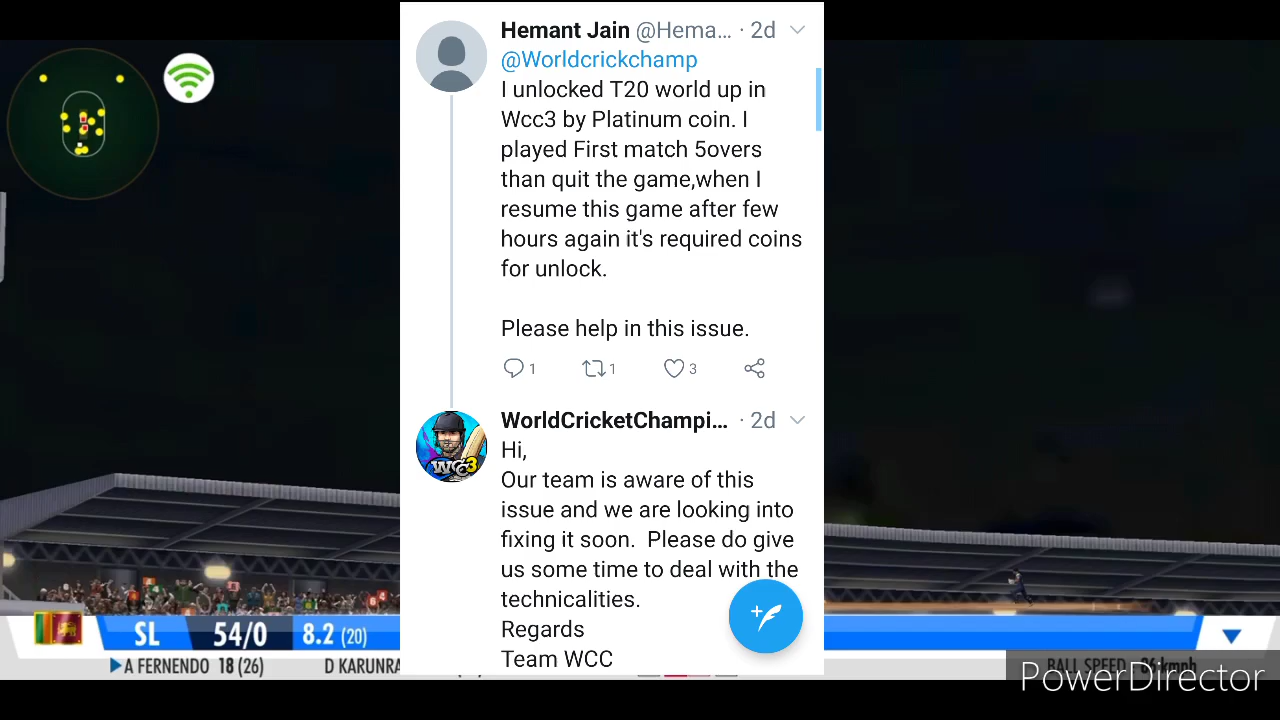 Hemant Jain @Hema... · 2d
@Worldcrickchamp
I unlocked T20 world up in
Wcc3 by Platinum coin. I
played First match 5overs
than quit the game,when I
resume this game after few
hours again it's required coins
for unlock.
Please help in this issue.
1 1 3
WorldCricketChampi... · 2d
WCC3
Hi,
Our team is aware of this
issue and we are looking into
fixing it soon.  Please do give
us some time to deal with the
technicalities.
Regards
Team WCC
SL 54/0 8.2 (20)
A FERNENDO 18 (26) D KARUNRA
BALL SPEED 86 kmph
PowerDirector